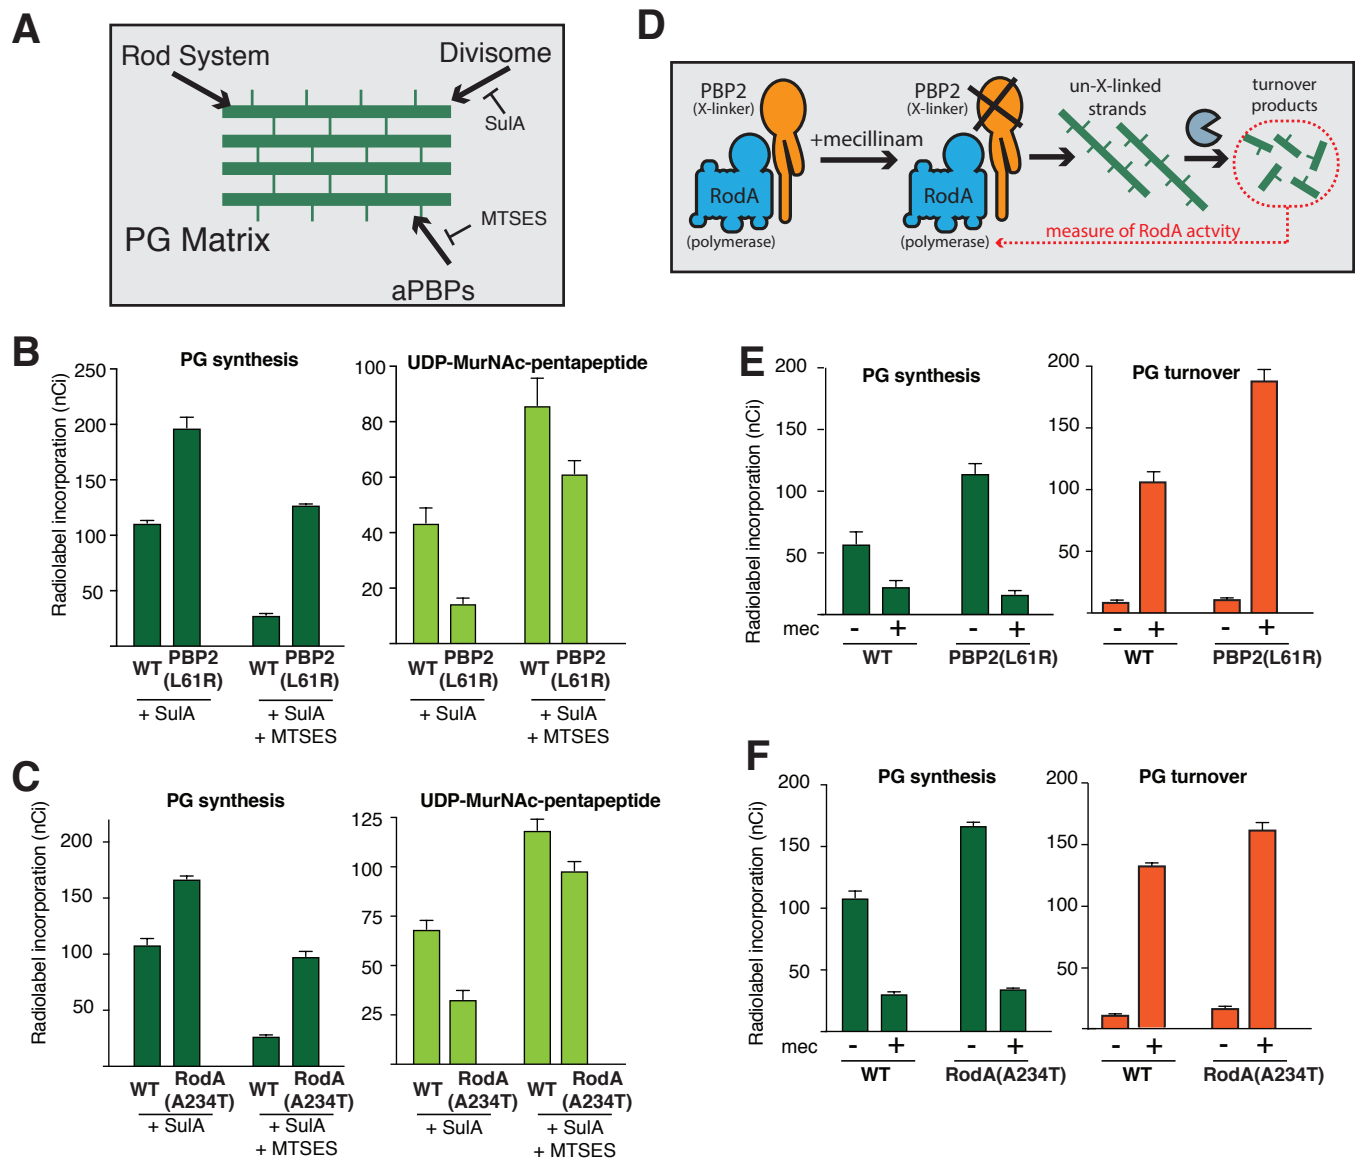 A
Rod System
Divisome
SulA
MTSES
PG Matrix
aPBPs
D
PBP2
(X-linker)
RodA
(polymerase)
+mecillinam
PBP2
(X-linker)
RodA
(polymerase)
un-X-linked
strands
turnover
products
measure of RodA actvity
B
PG synthesis
Radiolabel incorporation (nCi)
250
200
150
100
50
WT PBP2 (L61R) WT PBP2 (L61R)
+ SulA
+ SulA
+ MTSES
UDP-MurNAc-pentapeptide
100
80
60
40
20
WT PBP2 (L61R) WT PBP2 (L61R)
+ SulA
+ SulA
+ MTSES
E
PG synthesis
Radiolabel incorporation (nCi)
200
150
100
50
mec - + - +
WT PBP2(L61R)
PG turnover
200
150
100
50
- + - +
WT PBP2(L61R)
C
PG synthesis
Radiolabel incorporation (nCi)
200
150
100
50
WT RodA (A234T) WT RodA (A234T)
+ SulA
+ SulA
+ MTSES
UDP-MurNAc-pentapeptide
125
100
75
50
25
WT RodA (A234T) WT RodA (A234T)
+ SulA
+ SulA
+ MTSES
F
PG synthesis
Radiolabel incorporation (nCi)
200
150
100
50
mec - + - +
WT RodA(A234T)
PG turnover
200
150
100
50
- + - +
WT RodA(A234T)